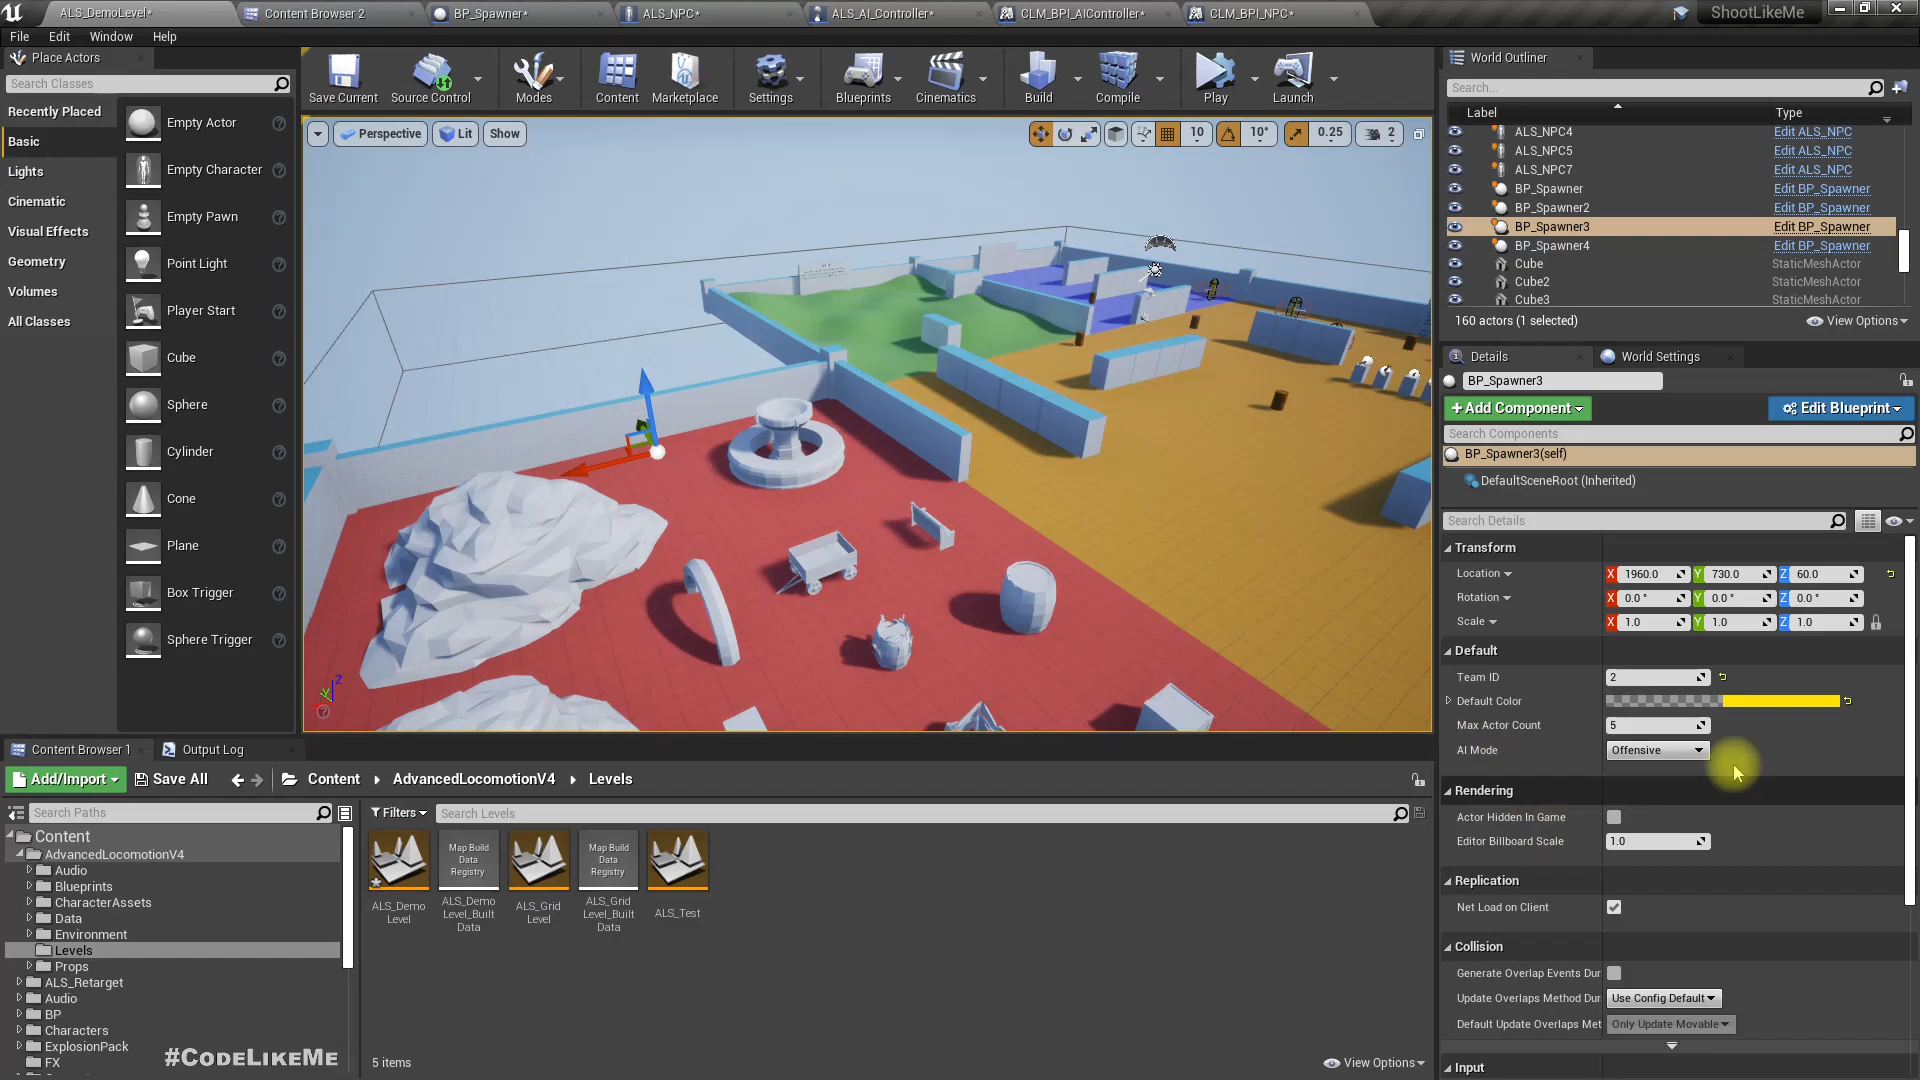 ALS_DemoLevel*
Content Browser 2
BP_Spawner*
ALS_NPC*
ALS_AI_Controller*
CLM_BPI_AIController*
CLM_BPI_NPC*
ShootLikeMe
File
Edit
Window
Help
Place Actors
Search Classes
Recently Placed
Basic
Lights
Cinematic
Visual Effects
Geometry
Volumes
All Classes
Empty Actor
Empty Character
Empty Pawn
Point Light
Player Start
Cube
Sphere
Cylinder
Cone
Plane
Box Trigger
Sphere Trigger
Save Current
Source Control
Modes
Content
Marketplace
Settings
Blueprints
Cinematics
Build
Compile
Play
Launch
Perspective
Lit
Show
10
10°
0.25
2
World Outliner
Search...
Label
Type
ALS_NPC4
Edit ALS_NPC
ALS_NPC5
Edit ALS_NPC
ALS_NPC7
Edit ALS_NPC
BP_Spawner
Edit BP_Spawner
BP_Spawner2
Edit BP_Spawner
BP_Spawner3
Edit BP_Spawner
BP_Spawner4
Edit BP_Spawner
Cube
StaticMeshActor
Cube2
StaticMeshActor
Cube3
StaticMeshActor
160 actors (1 selected)
View Options
Details
World Settings
BP_Spawner3
+Add Component
Edit Blueprint
Search Components
BP_Spawner3(self)
DefaultSceneRoot (Inherited)
Search Details
Transform
Location
X 1960.0
Y 730.0
Z 60.0
Rotation
X 0.0 °
Y 0.0 °
Z 0.0 °
Scale
X 1.0
Y 1.0
Z 1.0
Default
Team ID
2
Default Color
Max Actor Count
5
AI Mode
Offensive
Rendering
Actor Hidden In Game
Editor Billboard Scale
1.0
Replication
Net Load on Client
Collision
Generate Overlap Events Dur
Update Overlaps Method Dur
Use Config Default
Default Update Overlaps Met
Only Update Movable
Input
Z
Y
Content Browser 1
Output Log
Add/Import
Save All
Content
AdvancedLocomotionV4
Levels
Search Paths
Filters
Search Levels
Content
AdvancedLocomotionV4
Audio
Blueprints
CharacterAssets
Data
Environment
Levels
Props
ALS_Retarget
Audio
BP
Characters
ExplosionPack
FX
Map Build
Data
Registry
Map Build
Data
Registry
ALS_Demo
Level
ALS_Demo
Level_Built
Data
ALS_Grid
Level
ALS_Grid
Level_Built
Data
ALS_Test
5 items
View Options
#CodeLikeMe